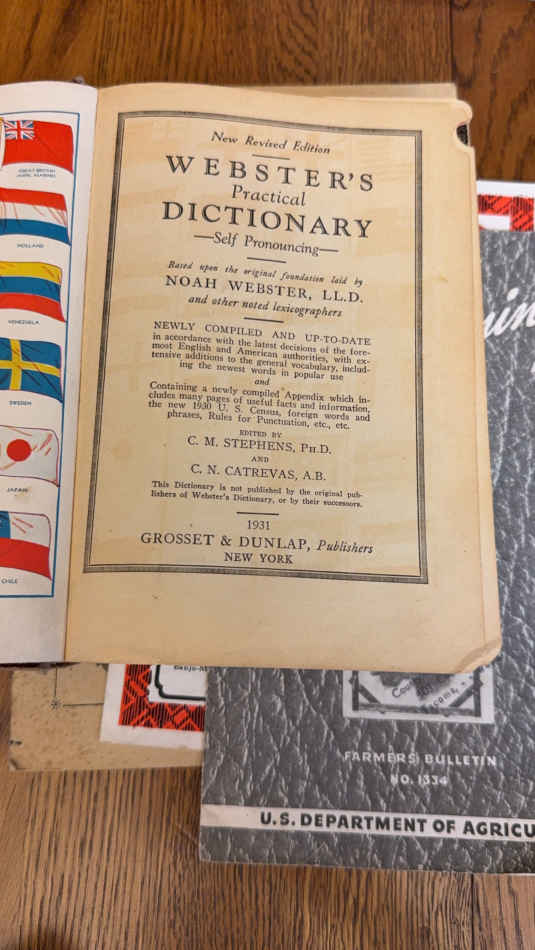 GREAT BRITAIN
HOLLAND
VENEZUELA
SWEDEN
JAPAN
CHILE
New Revised Edition
WEBSTER'S
Practical
DICTIONARY
—Self Pronouncing—
Based upon the original foundation laid by
NOAH WEBSTER, LL.D.
and other noted lexicographers
NEWLY COMPILED AND UP-TO-DATE
in accordance with the latest decisions of the fore-
most English and American authorities, with ex-
tensive additions to the general vocabulary, includ-
ing the newest words in popular use
and
Containing a newly compiled Appendix which in-
cludes many pages of useful facts and information,
the new 1930 U. S. Census, foreign words and
phrases, Rules for Punctuation, etc., etc.
EDITED BY
C. M. STEPHENS, PH.D.
AND
C. N. CATREVAS, A.B.
This Dictionary is not published by the original pub-
lishers of Webster's Dictionary, or by their successors.
1931
GROSSET & DUNLAP, Publishers
NEW YORK
FARMERS' BULLETIN
NO. 1334
U.S. DEPARTMENT OF AGRICU